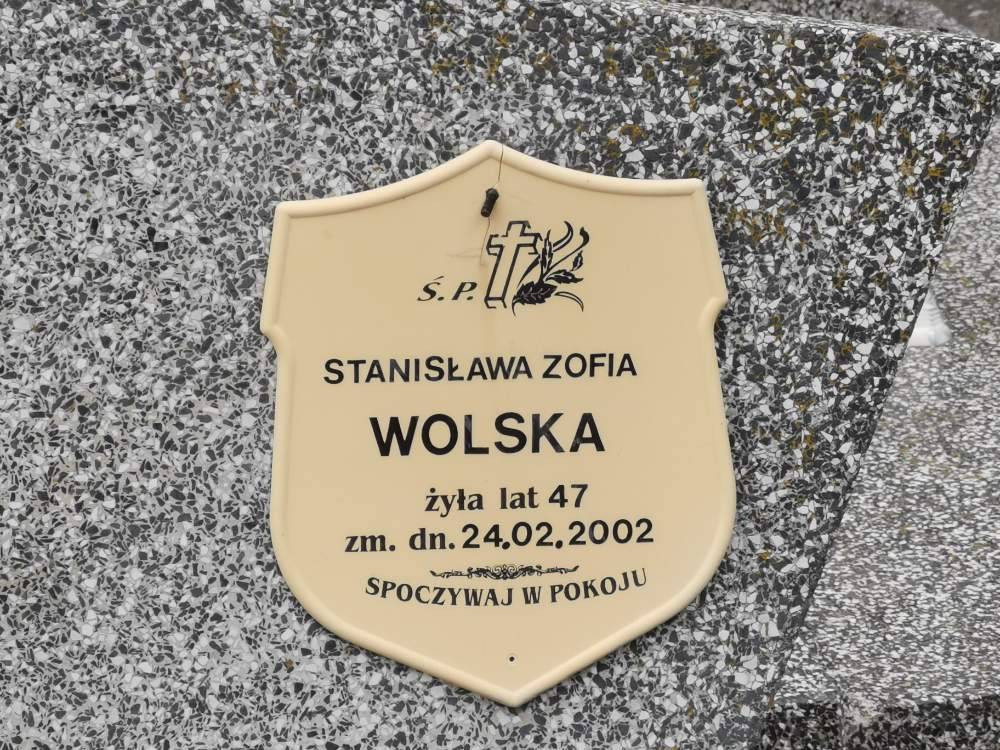 Ś.P.
STANISŁAWA ZOFIA
WOLSKA
żyła lat 47
zm. dn. 24.02.2002
SPOCZYWAJ W POKOJU